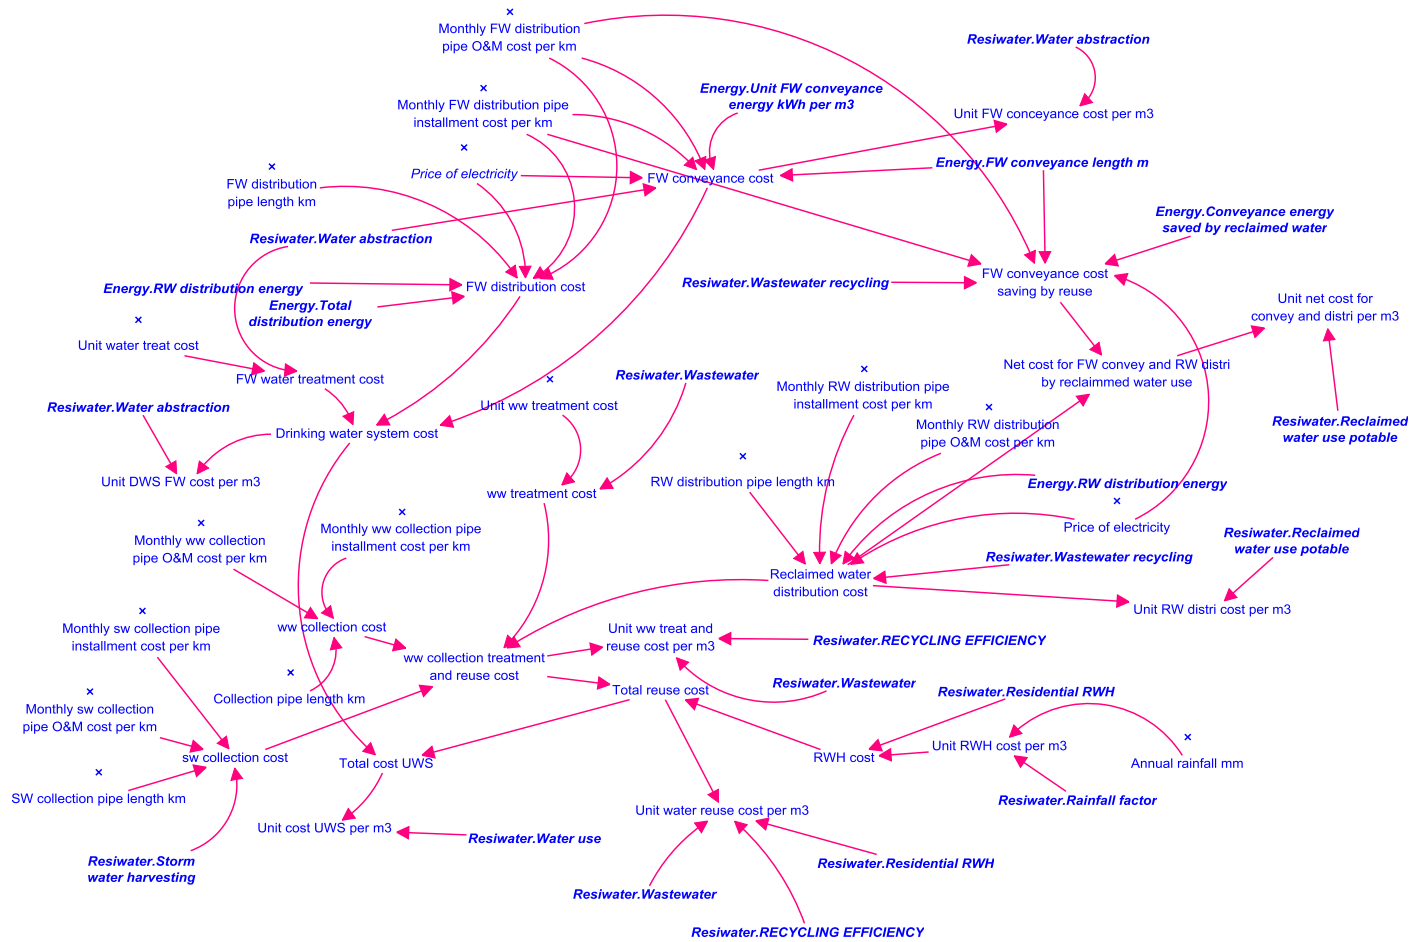 Monthly FW distribution
pipe O&M cost per km
Resiwater.Water abstraction
Monthly FW distribution pipe
installment cost per km
Energy.Unit FW conveyance
energy kWh per m3
Unit FW conceyance cost per m3
Price of electricity
FW conveyance cost
Energy.FW conveyance length m
FW distribution
pipe length km
Resiwater.Water abstraction
Energy.Conveyance energy
saved by reclaimed water
Energy.RW distribution energy
FW distribution cost
Resiwater.Wastewater recycling
FW conveyance cost
saving by reuse
Energy.Total
distribution energy
Unit net cost for
convey and distri per m3
Unit water treat cost
FW water treatment cost
Net cost for FW convey and RW distri
by reclaimmed water use
Resiwater.Wastewater
Monthly RW distribution pipe
installment cost per km
Resiwater.Water abstraction
Unit ww treatment cost
Drinking water system cost
Monthly RW distribution
pipe O&M cost per km
Resiwater.Reclaimed
water use potable
Unit DWS FW cost per m3
ww treatment cost
RW distribution pipe length km
Energy.RW distribution energy
Monthly ww collection
pipe O&M cost per km
Monthly ww collection pipe
installment cost per km
Price of electricity
Resiwater.Reclaimed
water use potable
Resiwater.Wastewater recycling
Reclaimed water
distribution cost
Unit RW distri cost per m3
Monthly sw collection pipe
installment cost per km
ww collection cost
Unit ww treat and
reuse cost per m3
Resiwater.RECYCLING EFFICIENCY
ww collection treatment
and reuse cost
Collection pipe length km
Total reuse cost
Resiwater.Wastewater
Resiwater.Residential RWH
Monthly sw collection
pipe O&M cost per km
sw collection cost
Total cost UWS
RWH cost
Unit RWH cost per m3
Annual rainfall mm
SW collection pipe length km
Resiwater.Rainfall factor
Unit cost UWS per m3
Resiwater.Water use
Unit water reuse cost per m3
Resiwater.Storm
water harvesting
Resiwater.Residential RWH
Resiwater.Wastewater
Resiwater.RECYCLING EFFICIENCY